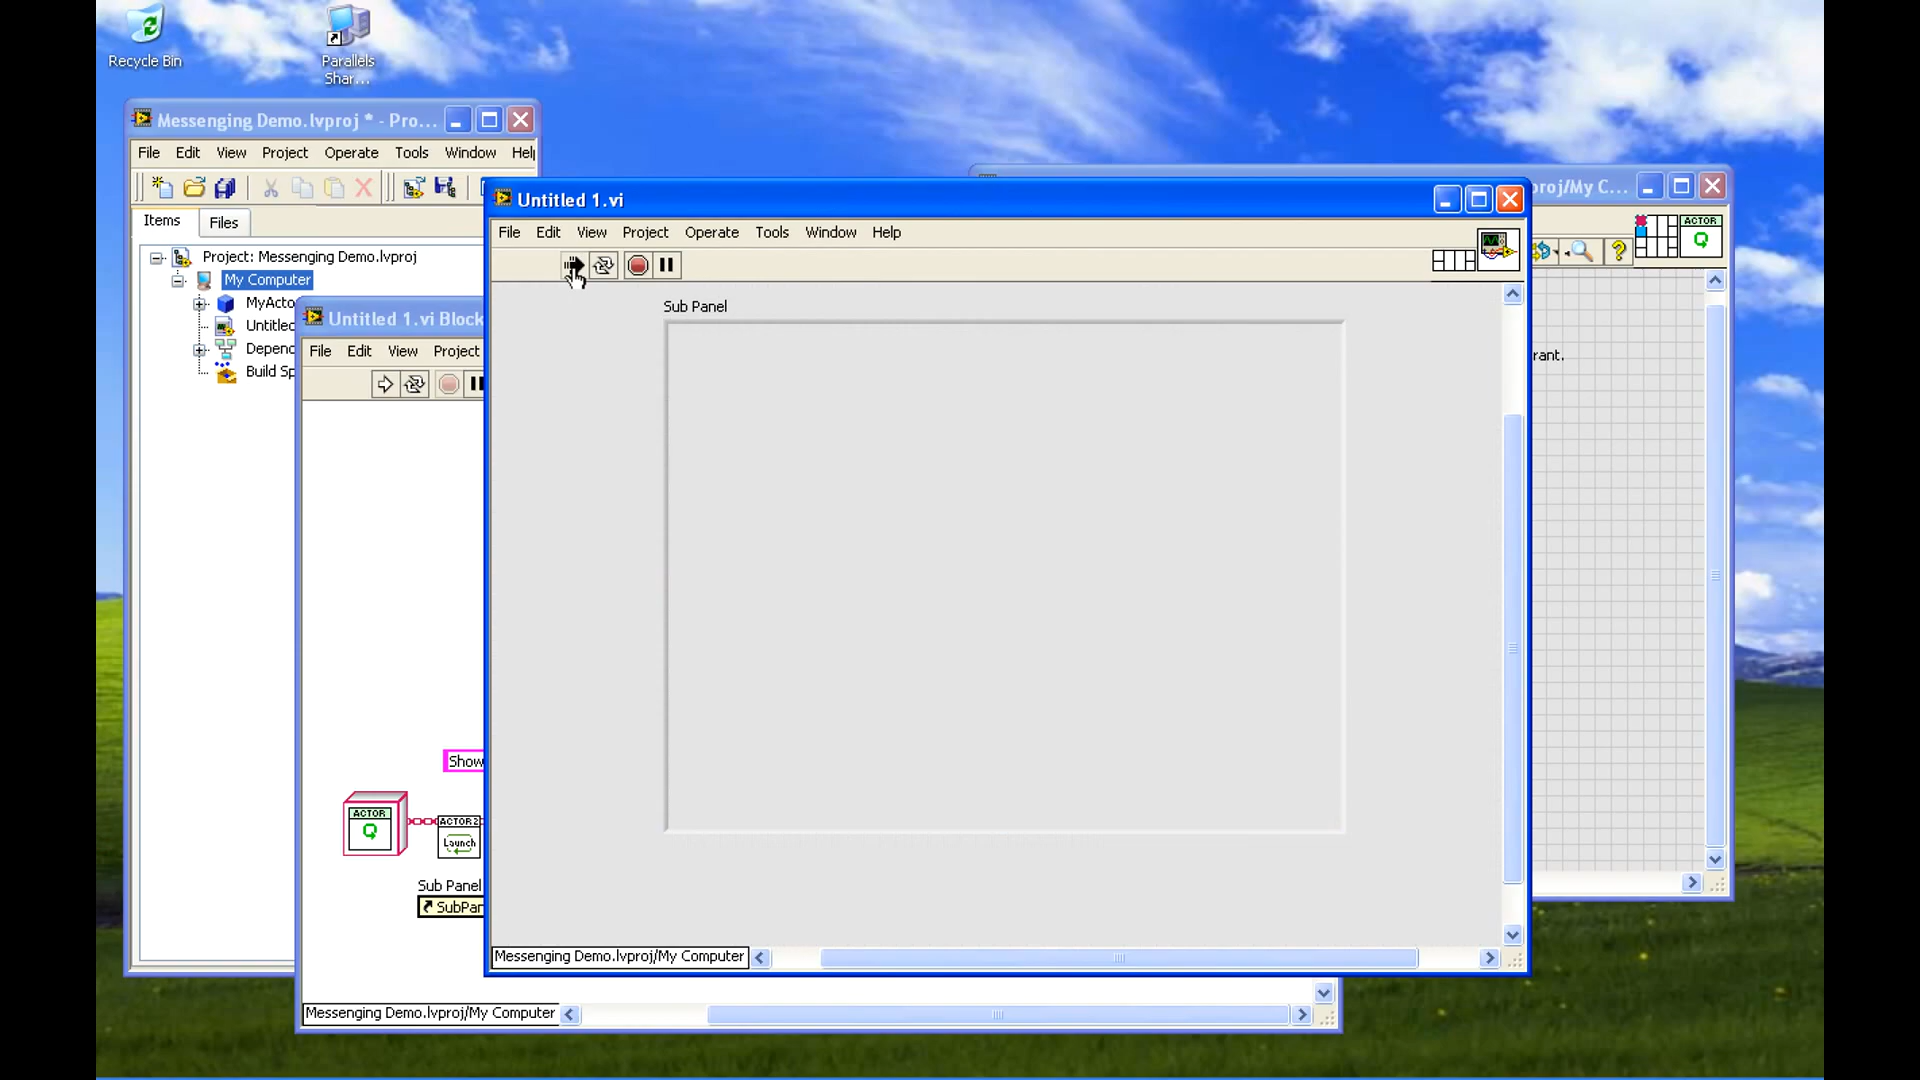 Recycle Bin
Parallels
Shar...
Messenging Demo.lvproj * - Pro...
File Edit View Project Operate Tools Window Help
Items Files
Project: Messenging Demo.lvproj
My Computer
MyActo
Untitled
Depend
Build Sp
Untitled 1.vi Block
File Edit View Project
Show
ACTOR
ACTOR 2
Launch
Sub Panel
SubPan
Messenging Demo.lvproj/My Computer
Untitled 1.vi
File Edit View Project Operate Tools Window Help
Sub Panel
Messenging Demo.lvproj/My Computer
roj/My C...
ACTOR
rant.